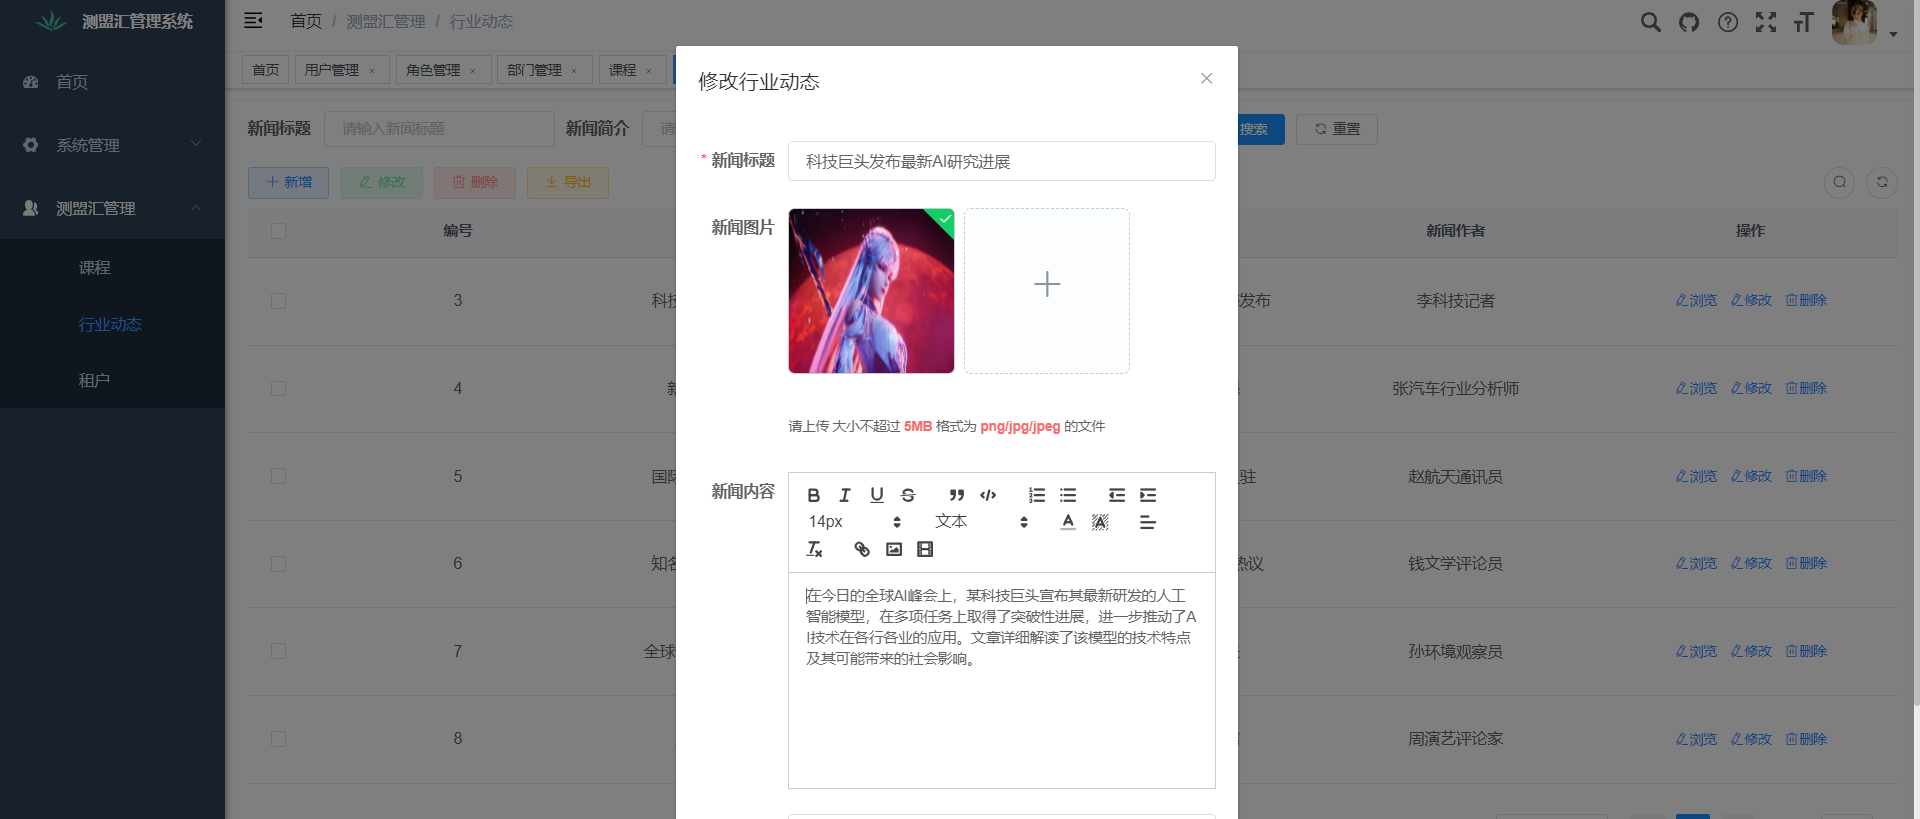 测盟汇管理系统
首页 / 测盟汇管理 / 行业动态
首页
用户管理 ×
角色管理 ×
部门管理 ×
课程 ×
首页
系统管理
测盟汇管理
课程
行业动态
租户
新闻标题 请输入新闻标题 新闻简介 请
搜索 重置
新增 修改 删除 导出
编号 新闻作者 操作
3 科技 发布 李科技记者 浏览 修改 删除
4 张汽车行业分析师 浏览 修改 删除
5 国际 驻 赵航天通讯员 浏览 修改 删除
6 知名 热议 钱文学评论员 浏览 修改 删除
7 全球 孙环境观察员 浏览 修改 删除
8 周演艺评论家 浏览 修改 删除
修改行业动态
* 新闻标题 科技巨头发布最新AI研究进展
新闻图片
请上传 大小不超过 5MB 格式为 png/jpg/jpeg 的文件
新闻内容
14px 文本
在今日的全球AI峰会上，某科技巨头宣布其最新研发的人工
智能模型，在多项任务上取得了突破性进展，进一步推动了A
I技术在各行各业的应用。文章详细解读了该模型的技术特点
及其可能带来的社会影响。